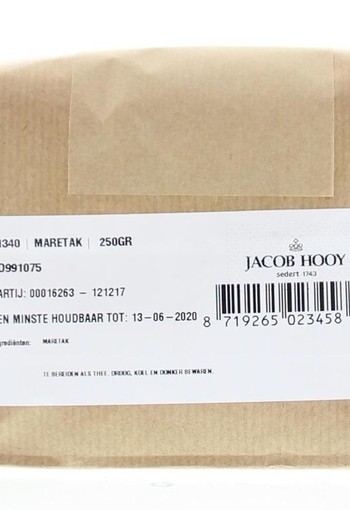 1340 | MARETAK | 250GR
0991075
JACOB HOOY
sedert 1743
ARTIJ: 00016263 – 121217
EN MINSTE HOUDBAAR TOT: 13-06-2020
8 719265 023458
grediënten: MARETAK
TE BEREIDEN ALS THEE. DROOG, KOEL EN DONKER BEWAREN.